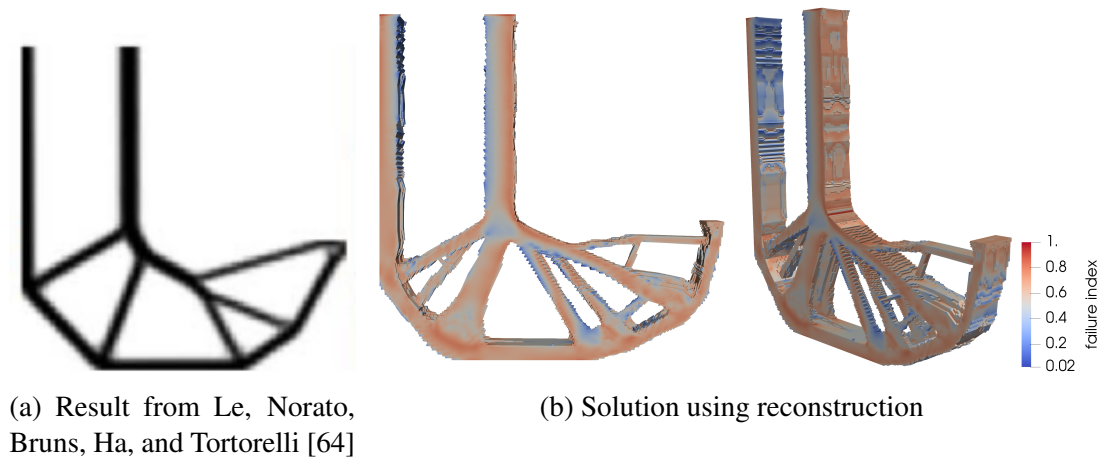 1.
0.8
0.6
0.4
0.2
0.02
failure index
(a) Result from Le, Norato,
Bruns, Ha, and Tortorelli [64]
(b) Solution using reconstruction